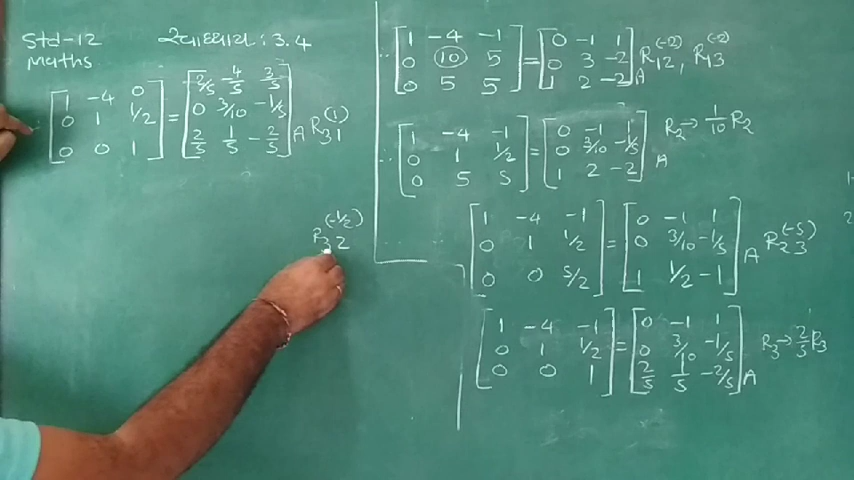 Std-12 સ્વાધ્યાય : 3.4
Maths
[1 -4 0; 0 1 1/2; 0 0 1] = [2/5 -4/5 3/5; 0 3/10 -1/5; 2/5 1/5 -2/5] A R31^(1)
R32^(-1/2)
∴ [1 -4 -1; 0 10 5; 0 5 5] = [0 -1 1; 0 3 -2; 1 2 -2] A R12^(-2), R13^(-2)
∴ [1 -4 -1; 0 1 1/2; 0 5 5] = [0 -1 1; 0 3/10 -1/5; 1 2 -2] A R2 → 1/10 R2
[1 -4 -1; 0 1 1/2; 0 0 5/2] = [0 -1 1; 0 3/10 -1/5; 1 1/2 -1] A R23^(-5)
[1 -4 -1; 0 1 1/2; 0 0 1] = [0 -1 1; 0 3/10 -1/5; 2/5 1/5 -2/5] A R3 → 2/5 R3